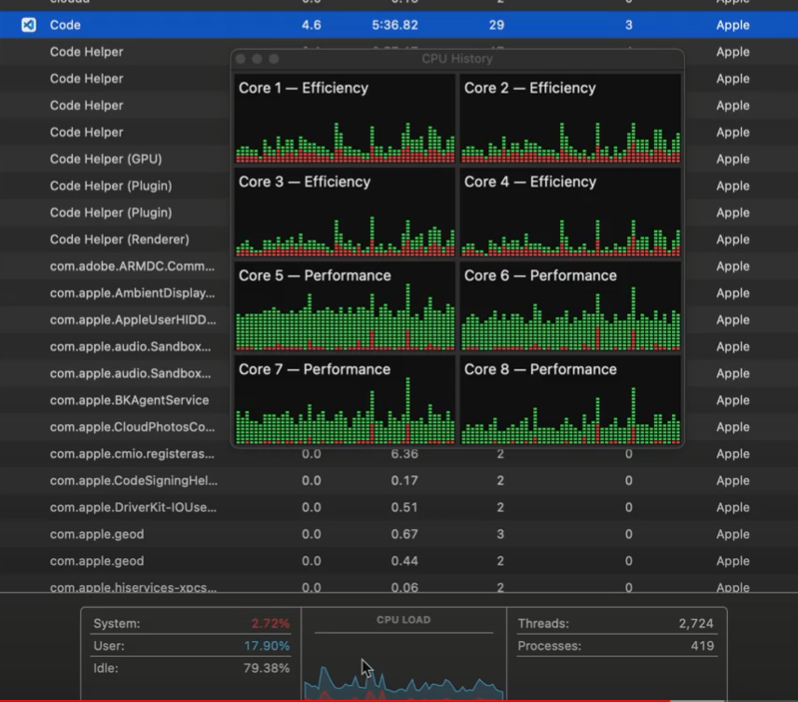 Code 4.6 5:36.82 29 3 Apple
Code Helper Apple
Code Helper Apple
Code Helper Apple
Code Helper Apple
Code Helper (GPU) Apple
Code Helper (Plugin) Apple
Code Helper (Plugin) Apple
Code Helper (Renderer) Apple
com.adobe.ARMDC.Comm... Apple
com.apple.AmbientDisplay... Apple
com.apple.AppleUserHIDD... Apple
com.apple.audio.Sandbox... Apple
com.apple.audio.Sandbox... Apple
com.apple.BKAgentService Apple
com.apple.CloudPhotosCo... Apple
com.apple.cmio.registeras... 0.0 6.36 2 0 Apple
com.apple.CodeSigningHel... 0.0 0.17 2 0 Apple
com.apple.DriverKit-IOUse... 0.0 0.51 2 0 Apple
com.apple.geod 0.0 0.67 3 0 Apple
com.apple.geod 0.0 0.44 2 0 Apple
com.apple.hiservices-xpcs... 0.0 0.06 2 0 Apple
CPU History
Core 1 — Efficiency
Core 2 — Efficiency
Core 3 — Efficiency
Core 4 — Efficiency
Core 5 — Performance
Core 6 — Performance
Core 7 — Performance
Core 8 — Performance
System: 2.72%
User: 17.90%
Idle: 79.38%
CPU LOAD
Threads: 2,724
Processes: 419